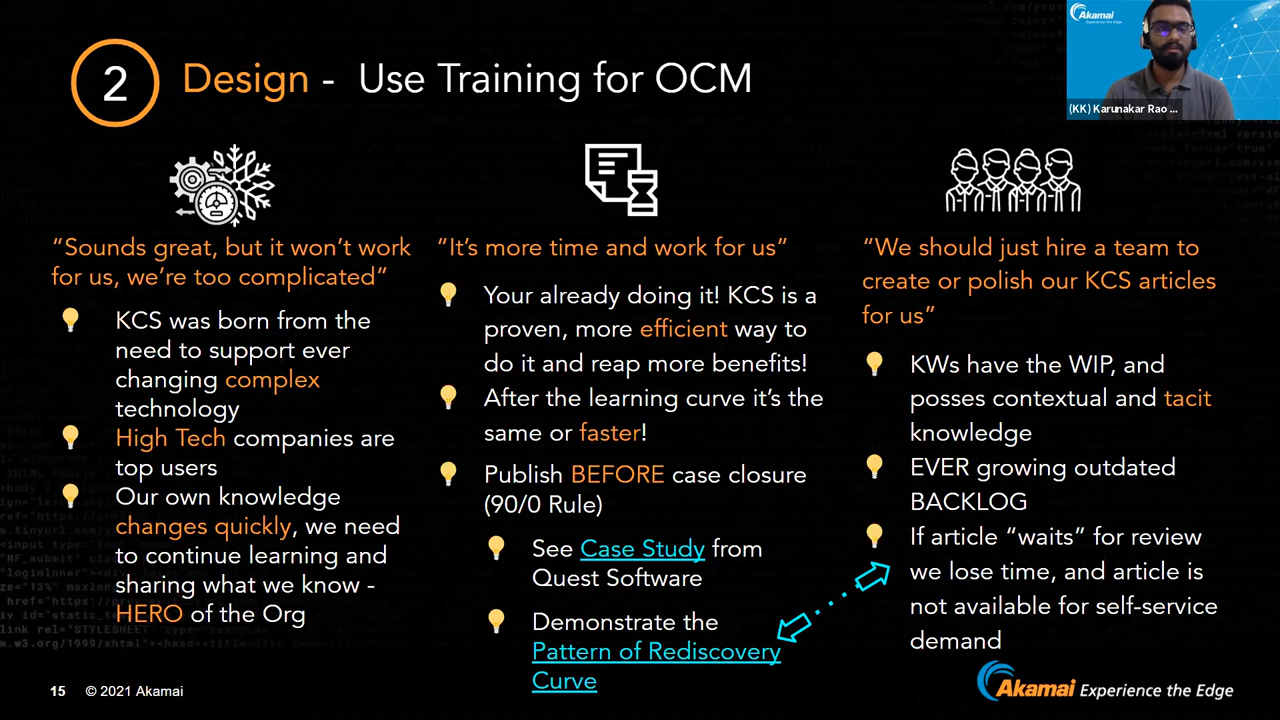 2
Design - Use Training for OCM
Akamai
Experience the Edge
(KK) Karunakar Rao ...
“Sounds great, but it won’t work
for us, we’re too complicated”
KCS was born from the
need to support ever
changing complex
technology
High Tech companies are
top users
Our own knowledge
changes quickly, we need
to continue learning and
sharing what we know -
HERO of the Org
“It’s more time and work for us”
Your already doing it! KCS is a
proven, more efficient way to
do it and reap more benefits!
After the learning curve it’s the
same or faster!
Publish BEFORE case closure
(90/0 Rule)
See Case Study from
Quest Software
Demonstrate the
Pattern of Rediscovery
Curve
“We should just hire a team to
create or polish our KCS articles
for us”
KWs have the WIP, and
posses contextual and tacit
knowledge
EVER growing outdated
BACKLOG
If article “waits” for review
we lose time, and article is
not available for self-service
demand
15 © 2021 Akamai
Akamai Experience the Edge